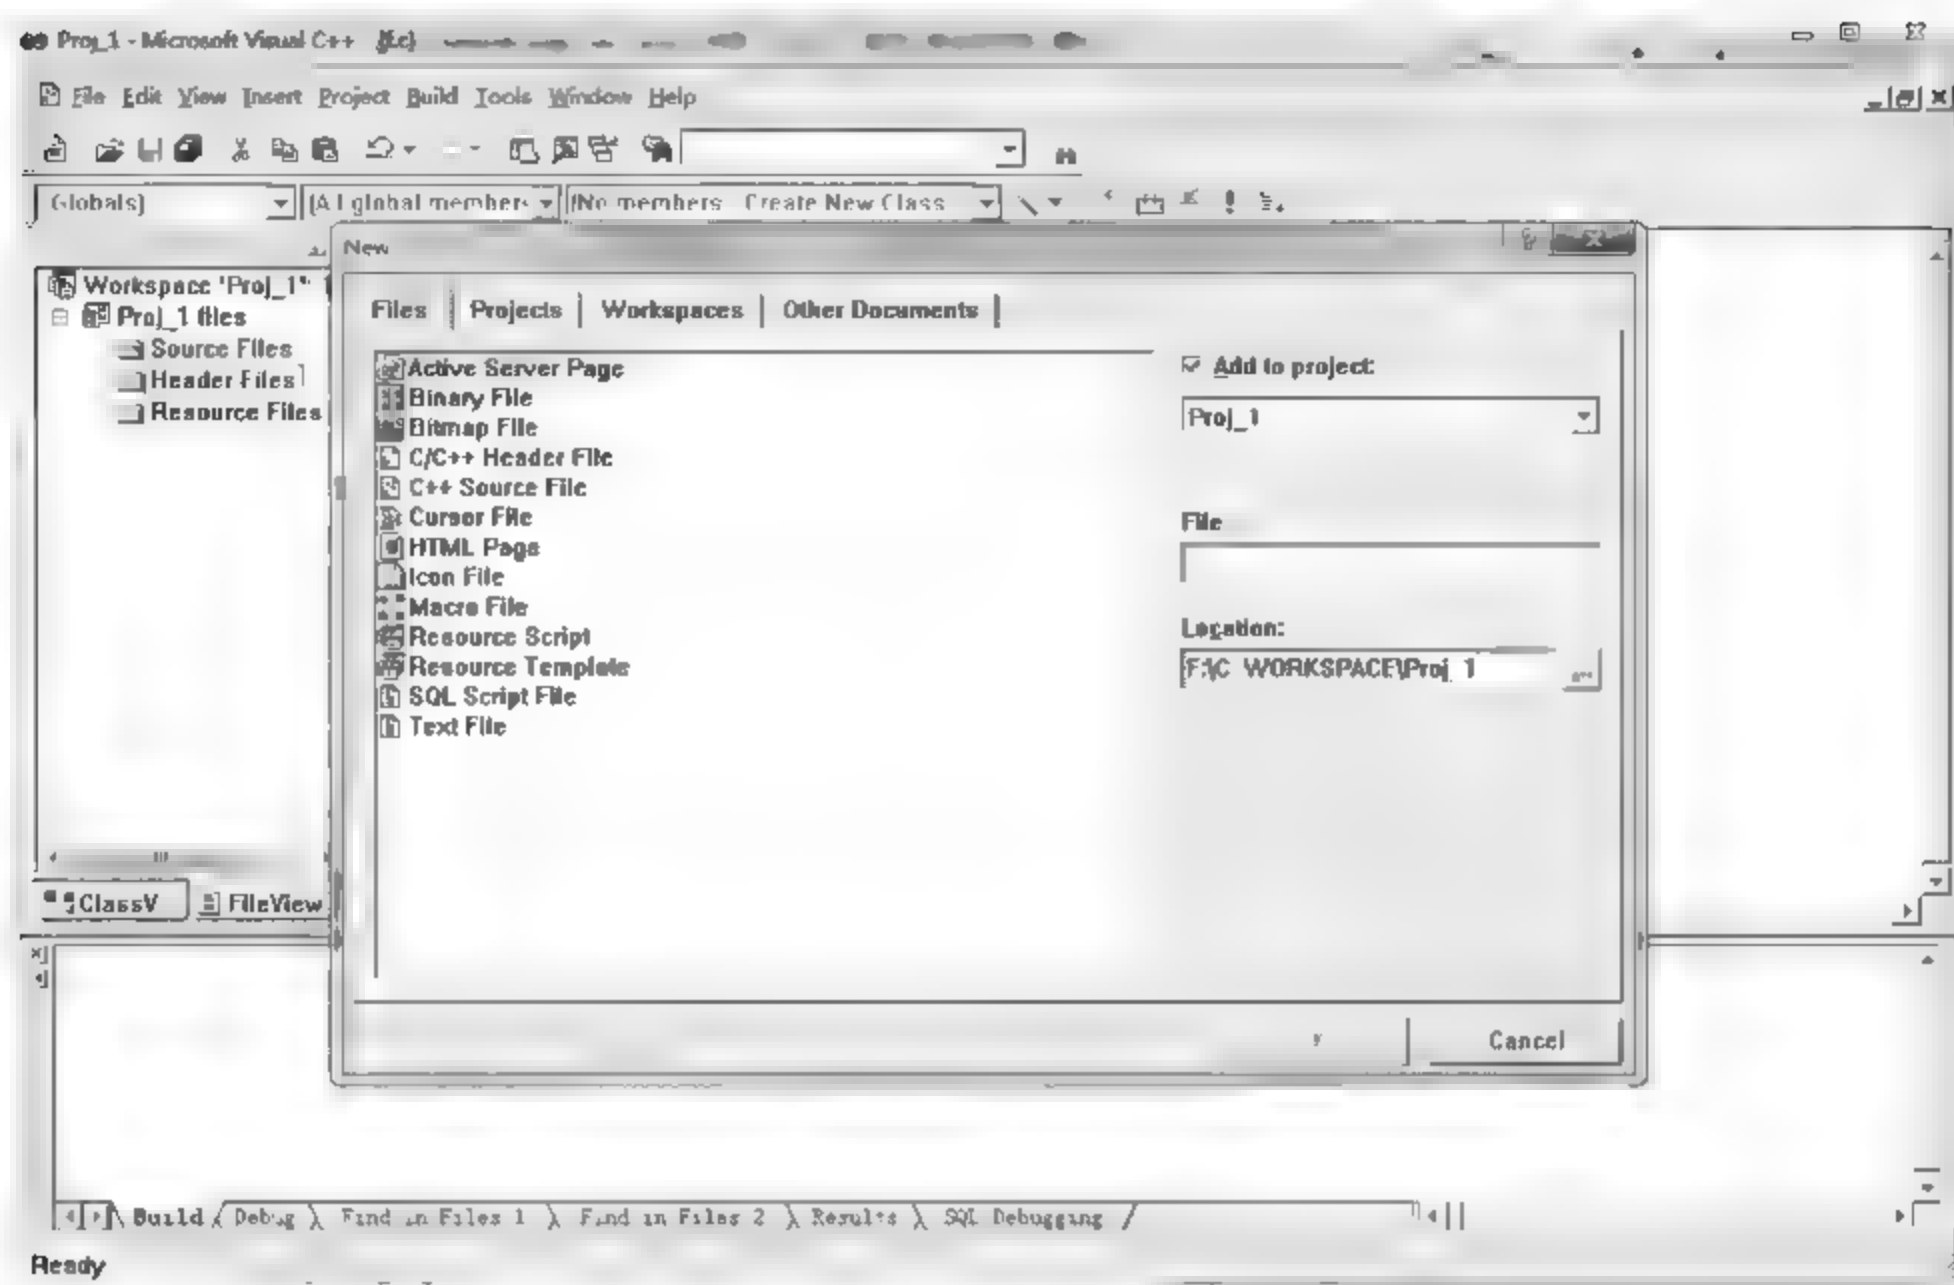 Proj_1 - Microsoft Visual C++
File Edit View Insert Project Build Tools Window Help
Globals) (All global members (No members Create New Class
New
Workspace 'Proj_1':
Proj_1 files
Source Files
Header Files
Resource Files
Files Projects Workspaces Other Documents
Active Server Page
Binary File
Bitmap File
C/C++ Header File
C++ Source File
Cursor File
HTML Page
Icon File
Macro File
Resource Script
Resource Template
SQL Script File
Text File
Add to project:
Proj_1
File
Location:
F:\C WORKSPACE\Proj_1
...
Cancel
ClassV FileView
Build Debug Find in Files 1 Find in Files 2 Results SQL Debugging
Ready